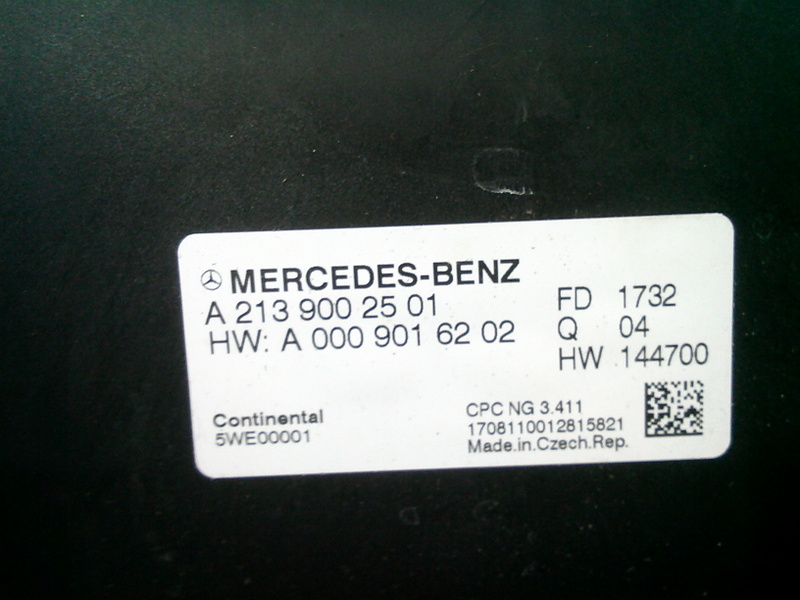 MERCEDES-BENZ
A 213 900 25 01
HW: A 000 901 62 02
FD 1732
Q 04
HW 144700
Continental
5WE00001
CPC NG 3.411
1708110012815821
Made.in.Czech.Rep.